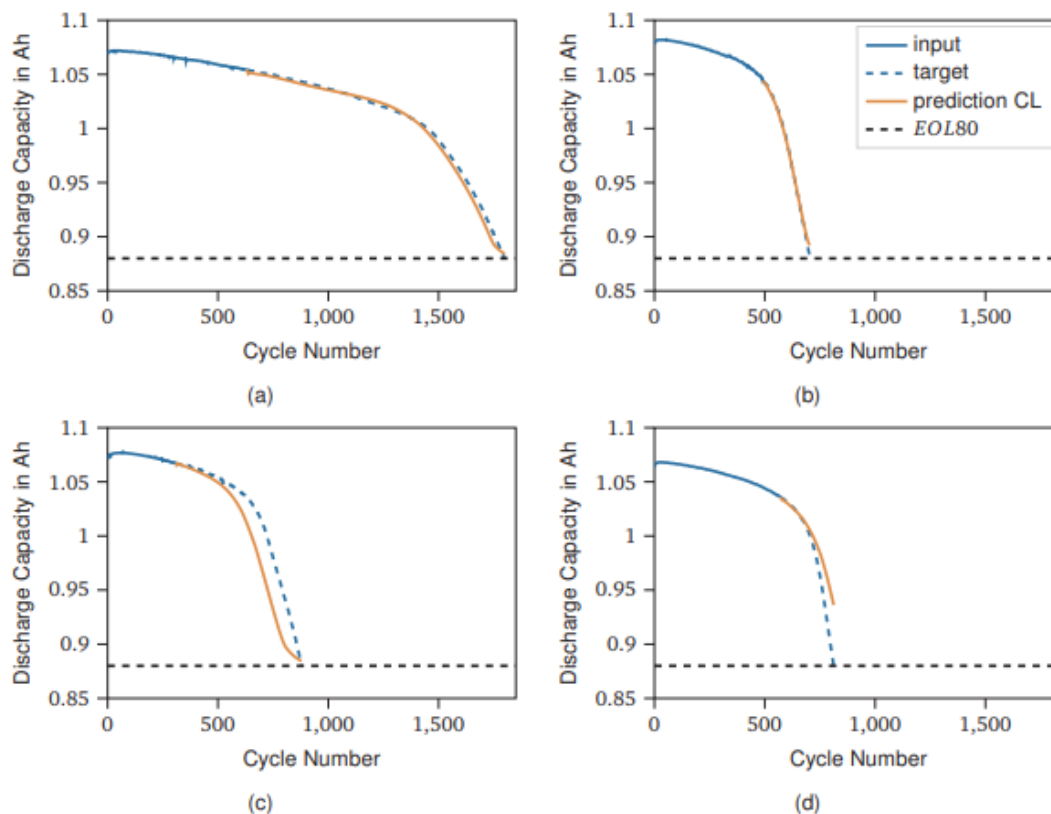 1.1
1.05
1
0.95
0.9
0.85
Discharge Capacity in Ah
0 500 1,000 1,500
Cycle Number
(a)
1.1
1.05
1
0.95
0.9
0.85
Discharge Capacity in Ah
input
target
prediction CL
EOL80
0 500 1,000 1,500
Cycle Number
(b)
1.1
1.05
1
0.95
0.9
0.85
Discharge Capacity in Ah
0 500 1,000 1,500
Cycle Number
(c)
1.1
1.05
1
0.95
0.9
0.85
Discharge Capacity in Ah
0 500 1,000 1,500
Cycle Number
(d)